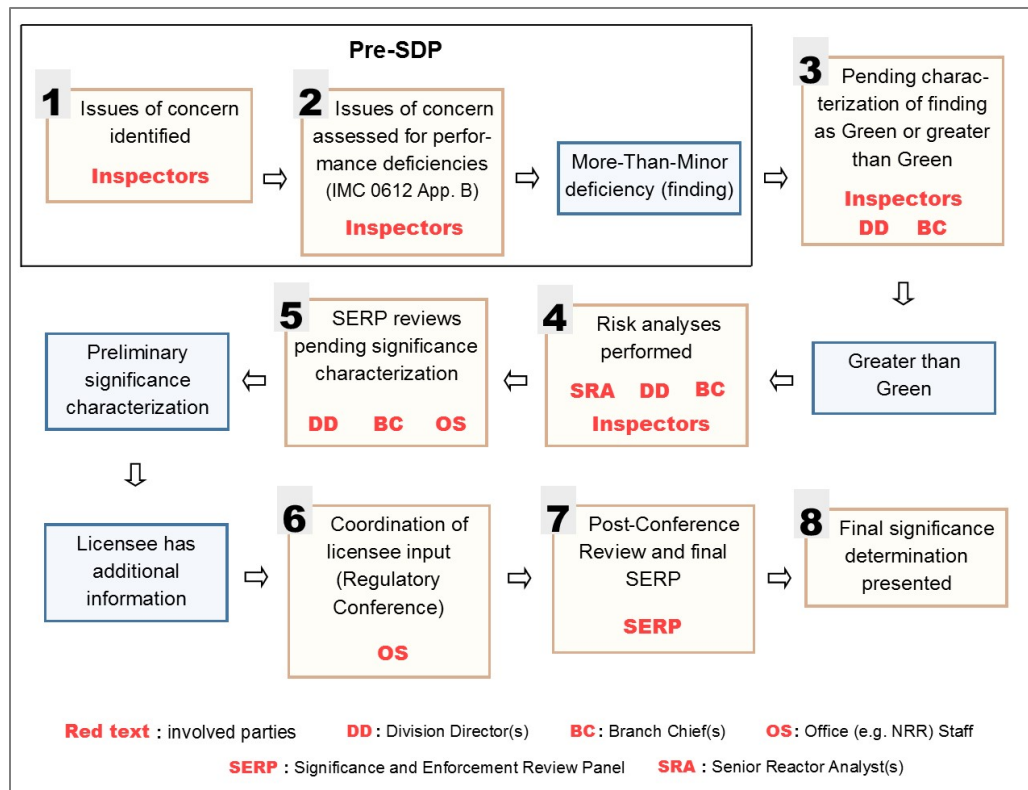 Pre-SDP
1
Issues of concern
identified
Inspectors
2
Issues of concern
assessed for perfor-
mance deficiencies
(IMC 0612 App. B)
Inspectors
More-Than-Minor
deficiency (finding)
3
Pending charac-
terization of finding
as Green or greater
than Green
Inspectors
DD BC
Greater than
Green
4
Risk analyses
performed
SRA DD BC
Inspectors
5
SERP reviews
pending significance
characterization
DD BC OS
Preliminary
significance
characterization
Licensee has
additional
information
6
Coordination of
licensee input
(Regulatory
Conference)
OS
7
Post-Conference
Review and final
SERP
SERP
8
Final significance
determination
presented
Red text : involved parties DD : Division Director(s) BC : Branch Chief(s) OS: Office (e.g. NRR) Staff
SERP : Significance and Enforcement Review Panel SRA : Senior Reactor Analyst(s)